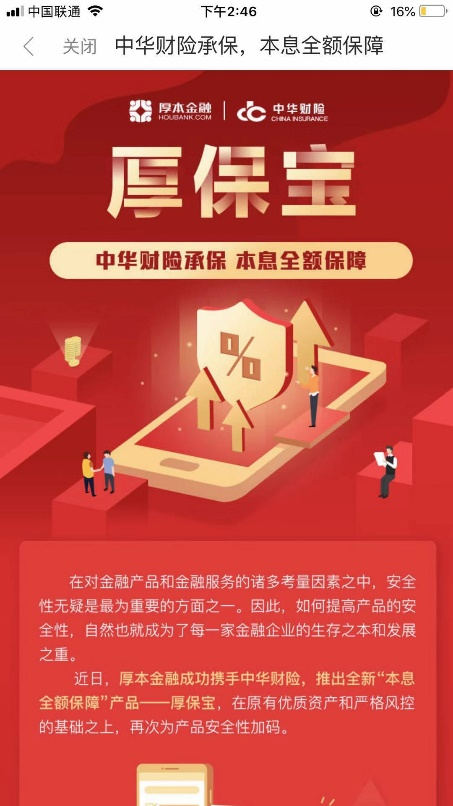 中国联通 下午2:46 16%
关闭 中华财险承保，本息全额保障
厚本金融 中华财险
HOUBANK.COM CHINA INSURANCE
厚保宝
中华财险承保 本息全额保障
%
在对金融产品和金融服务的诸多考量因素之中，安全
性无疑是最为重要的方面之一。因此，如何提高产品的安
全性，自然也就成为了每一家金融企业的生存之本和发展
之重。
近日，厚本金融成功携手中华财险，推出全新“本息
全额保障”产品——厚保宝，在原有优质资产和严格风控
的基础之上，再次为产品安全性加码。